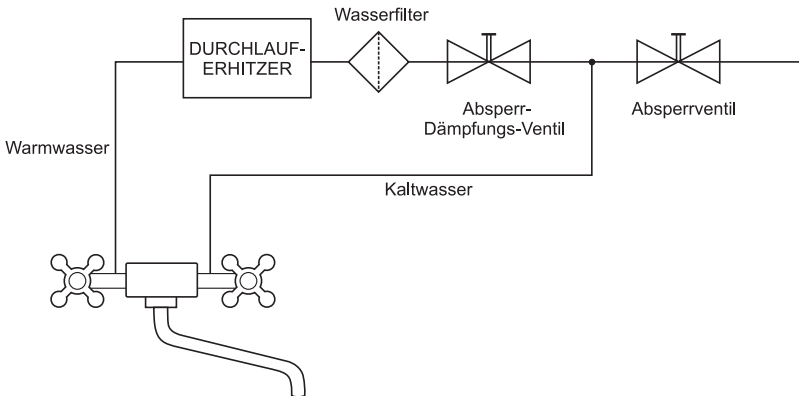 Wasserfilter
DURCHLAUF-
ERHITZER
Absperr-
Dämpfungs-Ventil
Absperrventil
Warmwasser
Kaltwasser